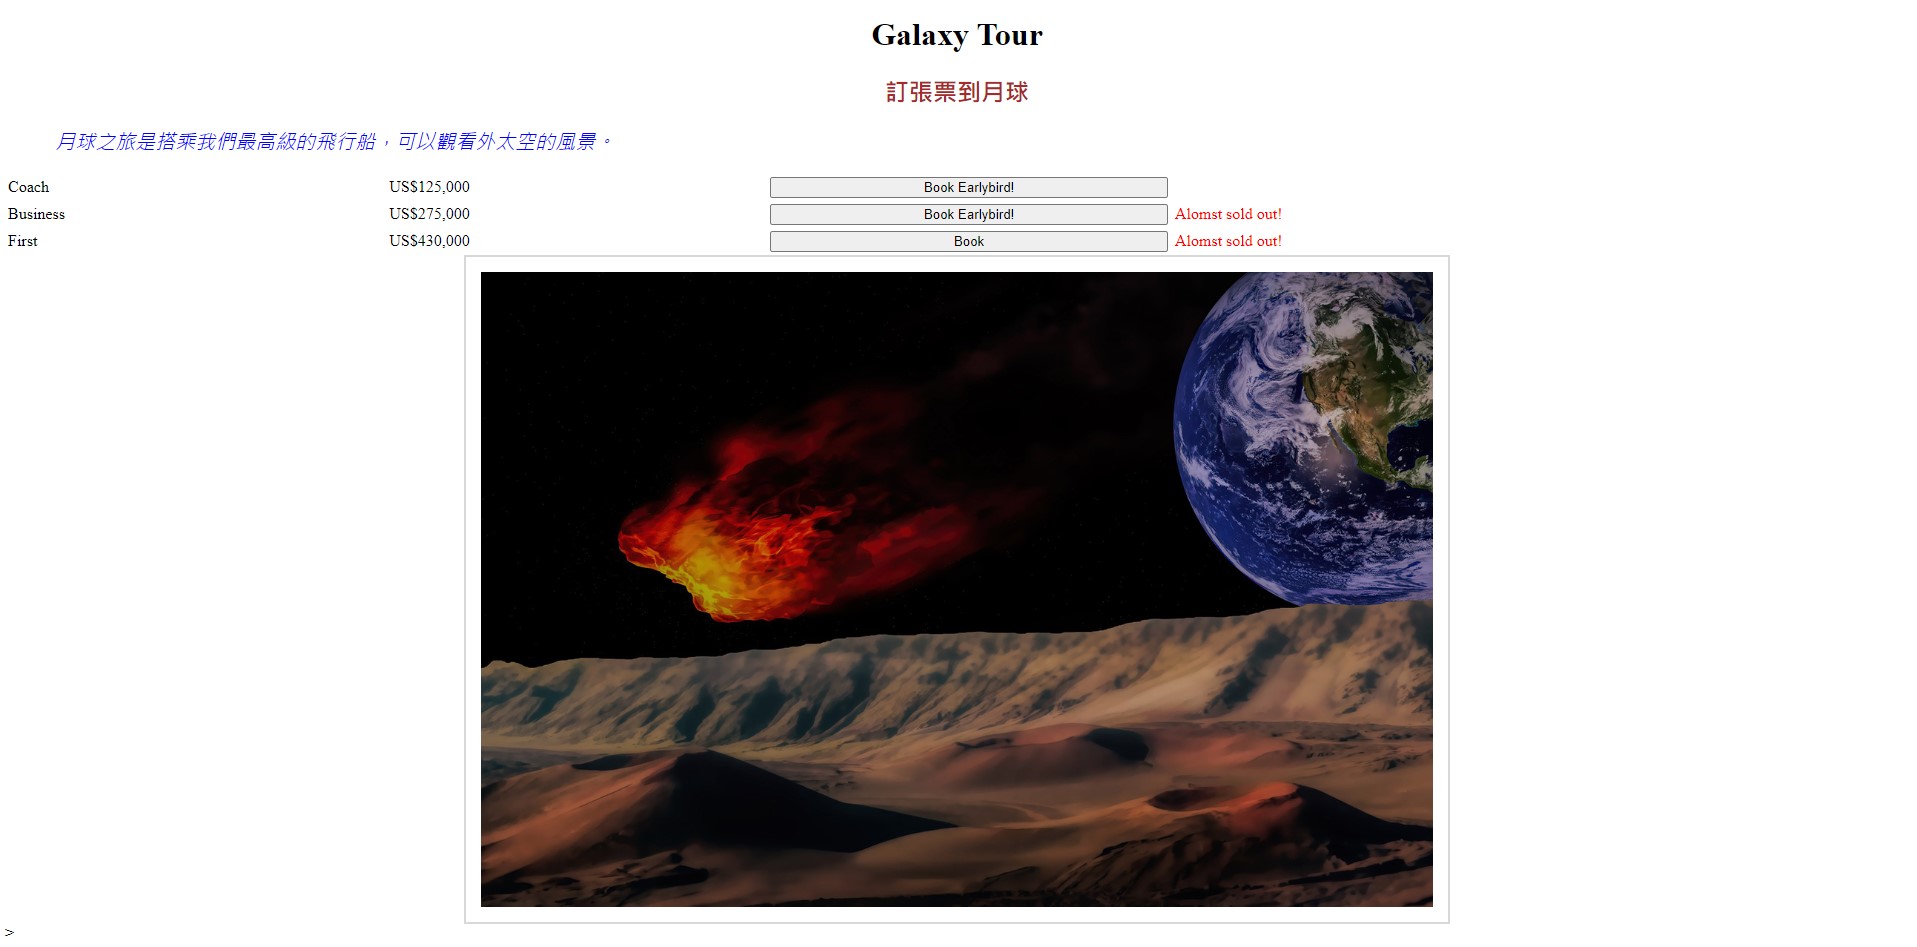 Galaxy Tour
訂張票到月球
月球之旅是搭乘我們最高級的飛行船，可以觀看外太空的風景。
Coach US$125,000 Book Earlybird!
Business US$275,000 Book Earlybird! Alomst sold out!
First US$430,000 Book Alomst sold out!
>